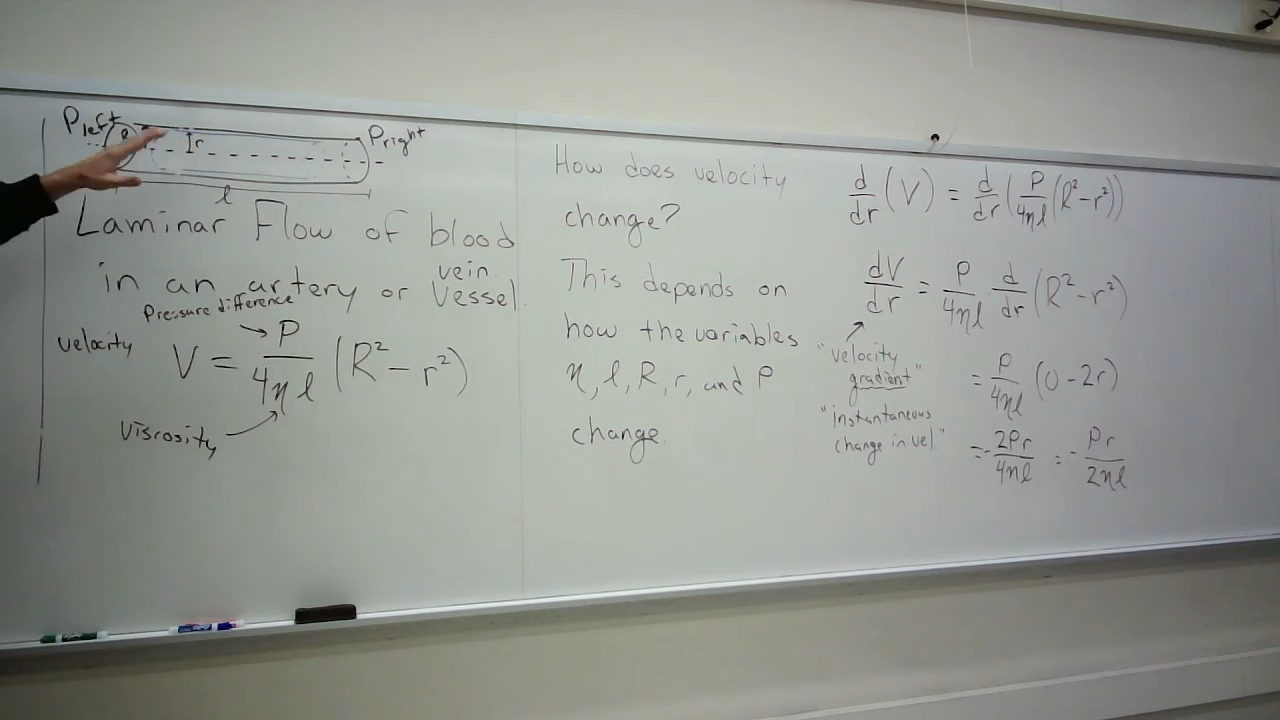 P left
R
r
P right
l
Laminar Flow of blood
in an artery or vein
vessel
Pressure difference
velocity
V = P/4ηl (R² - r²)
Viscosity
How does velocity
change?
This depends on
how the variables
η, l, R, r, and P
change.
d/dr (V) = d/dr (P/4ηl (R² - r²))
dV/dr = P/4ηl d/dr (R² - r²)
"velocity
gradient"
= P/4ηl (0 - 2r)
"instantaneous
change in vel."
= -2Pr/4ηl = - Pr/2ηl